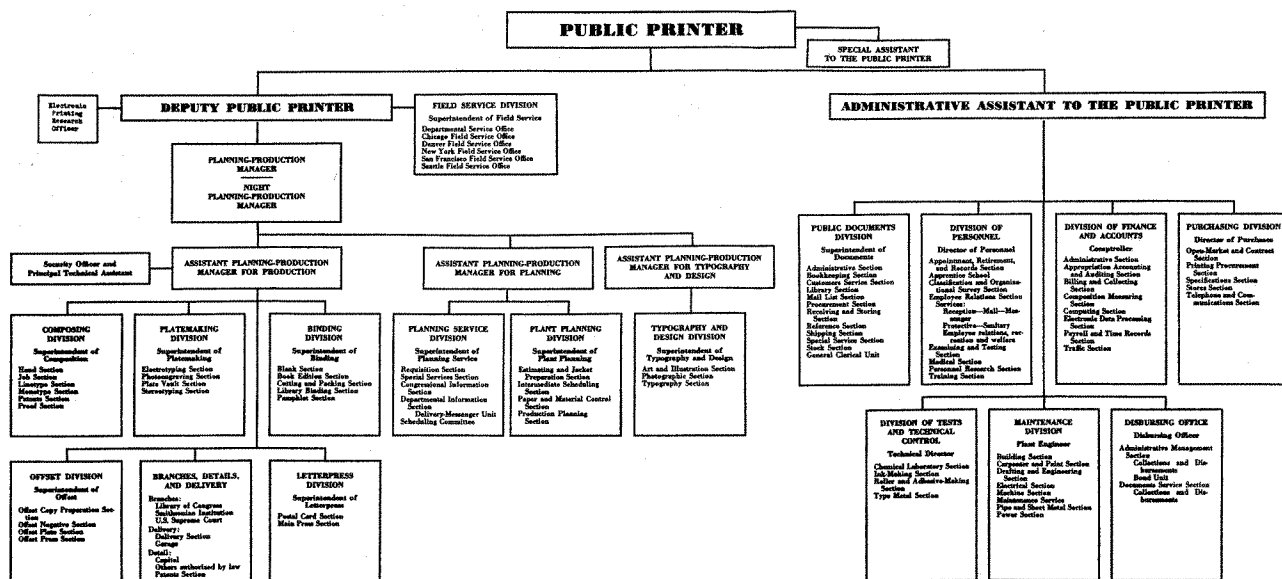 PUBLIC PRINTER
SPECIAL ASSISTANT
TO THE PUBLIC PRINTER
Electronic
Printing
Research
Officer
DEPUTY PUBLIC PRINTER
FIELD SERVICE DIVISION
Superintendent of Field Service
Departmental Service Office
Chicago Field Service Office
Denver Field Service Office
New York Field Service Office
San Francisco Field Service Office
Seattle Field Service Office
ADMINISTRATIVE ASSISTANT TO THE PUBLIC PRINTER
PLANNING-PRODUCTION
MANAGER
NIGHT
PLANNING-PRODUCTION
MANAGER
Security Officer and
Principal Technical Assistant
ASSISTANT PLANNING-PRODUCTION
MANAGER FOR PRODUCTION
ASSISTANT PLANNING-PRODUCTION
MANAGER FOR PLANNING
ASSISTANT PLANNING-PRODUCTION
MANAGER FOR TYPOGRAPHY
AND DESIGN
COMPOSING
DIVISION
Superintendent of
Composition
Hand Section
Job Section
Linotype Section
Monotype Section
Patents Section
Proof Section
PLATEMAKING
DIVISION
Superintendent of
Platemaking
Electrotyping Section
Photoengraving Section
Plate Vault Section
Stereotyping Section
BINDING
DIVISION
Superintendent of
Binding
Blank Section
Book Edition Section
Cutting and Packing Section
Library Binding Section
Pamphlet Section
PLANNING SERVICE
DIVISION
Superintendent of
Planning Service
Requisition Section
Special Services Section
Congressional Information
Section
Departmental Information
Section
Delivery-Messenger Unit
Scheduling Committee
PLANT PLANNING
DIVISION
Superintendent of
Plant Planning
Estimating and Jacket
Preparation Section
Intermediate Scheduling
Section
Paper and Material Control
Section
Production Planning
Section
TYPOGRAPHY AND
DESIGN DIVISION
Superintendent of
Typography and Design
Art and Illustration Section
Photographic Section
Typography Section
OFFSET DIVISION
Superintendent of
Offset
Offset Copy Preparation Sec-
tion
Offset Negative Section
Offset Plate Section
Offset Press Section
BRANCHES, DETAILS,
AND DELIVERY
Branches:
Library of Congress
Smithsonian Institution
U.S. Supreme Court
Delivery:
Delivery Section
Garage
Detail:
Capitol
Others authorized by law
Patents Section
LETTERPRESS
DIVISION
Superintendent of
Letterpress
Postal Card Section
Main Press Section
PUBLIC DOCUMENTS
DIVISION
Superintendent of
Documents
Administrative Section
Bookkeeping Section
Customers Service Section
Library Section
Mail List Section
Procurement Section
Receiving and Storing
Section
Reference Section
Shipping Section
Special Service Section
Stock Section
General Clerical Unit
DIVISION OF
PERSONNEL
Director of Personnel
Appointment, Retirement,
and Records Section
Apprentice School
Classification and Organiza-
tional Survey Section
Employee Relations Section
Services:
Reception—Mail—Mes-
senger
Protective—Sanitary
Employee relations, rec-
reation and welfare
Examining and Testing
Section
Medical Section
Personnel Research Section
Training Section
DIVISION OF FINANCE
AND ACCOUNTS
Comptroller
Administrative Section
Appropriation Accounting
and Auditing Section
Billing and Collecting
Section
Composition Measuring
Section
Computing Section
Electronic Data Processing
Section
Payroll and Time Records
Section
Traffic Section
PURCHASING DIVISION
Director of Purchases
Open-Market and Contract
Section
Printing Procurement
Section
Specifications Section
Stores Section
Telephone and Com-
munications Section
DIVISION OF TESTS
AND TECHNICAL
CONTROL
Technical Director
Chemical Laboratory Section
Ink-Making Section
Roller and Adhesive-Making
Section
Type Metal Section
MAINTENANCE
DIVISION
Plant Engineer
Building Section
Carpenter and Paint Section
Drafting and Engineering
Section
Electrical Section
Machine Section
Maintenance Service
Pipe and Sheet Metal Section
Power Section
DISBURSING OFFICE
Disbursing Officer
Administrative Management
Section
Collections and Dis-
bursements
Bond Unit
Documents Service Section
Collections and Dis-
bursements